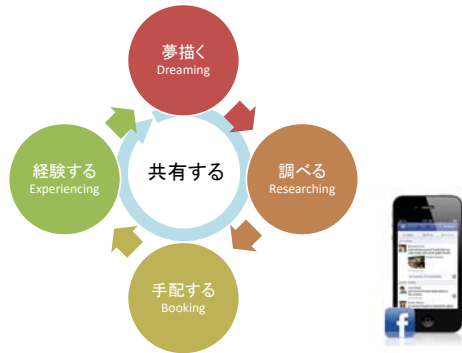 夢描く
Dreaming
経験する
Experiencing
共有する
調べる
Researching
手配する
Booking
f